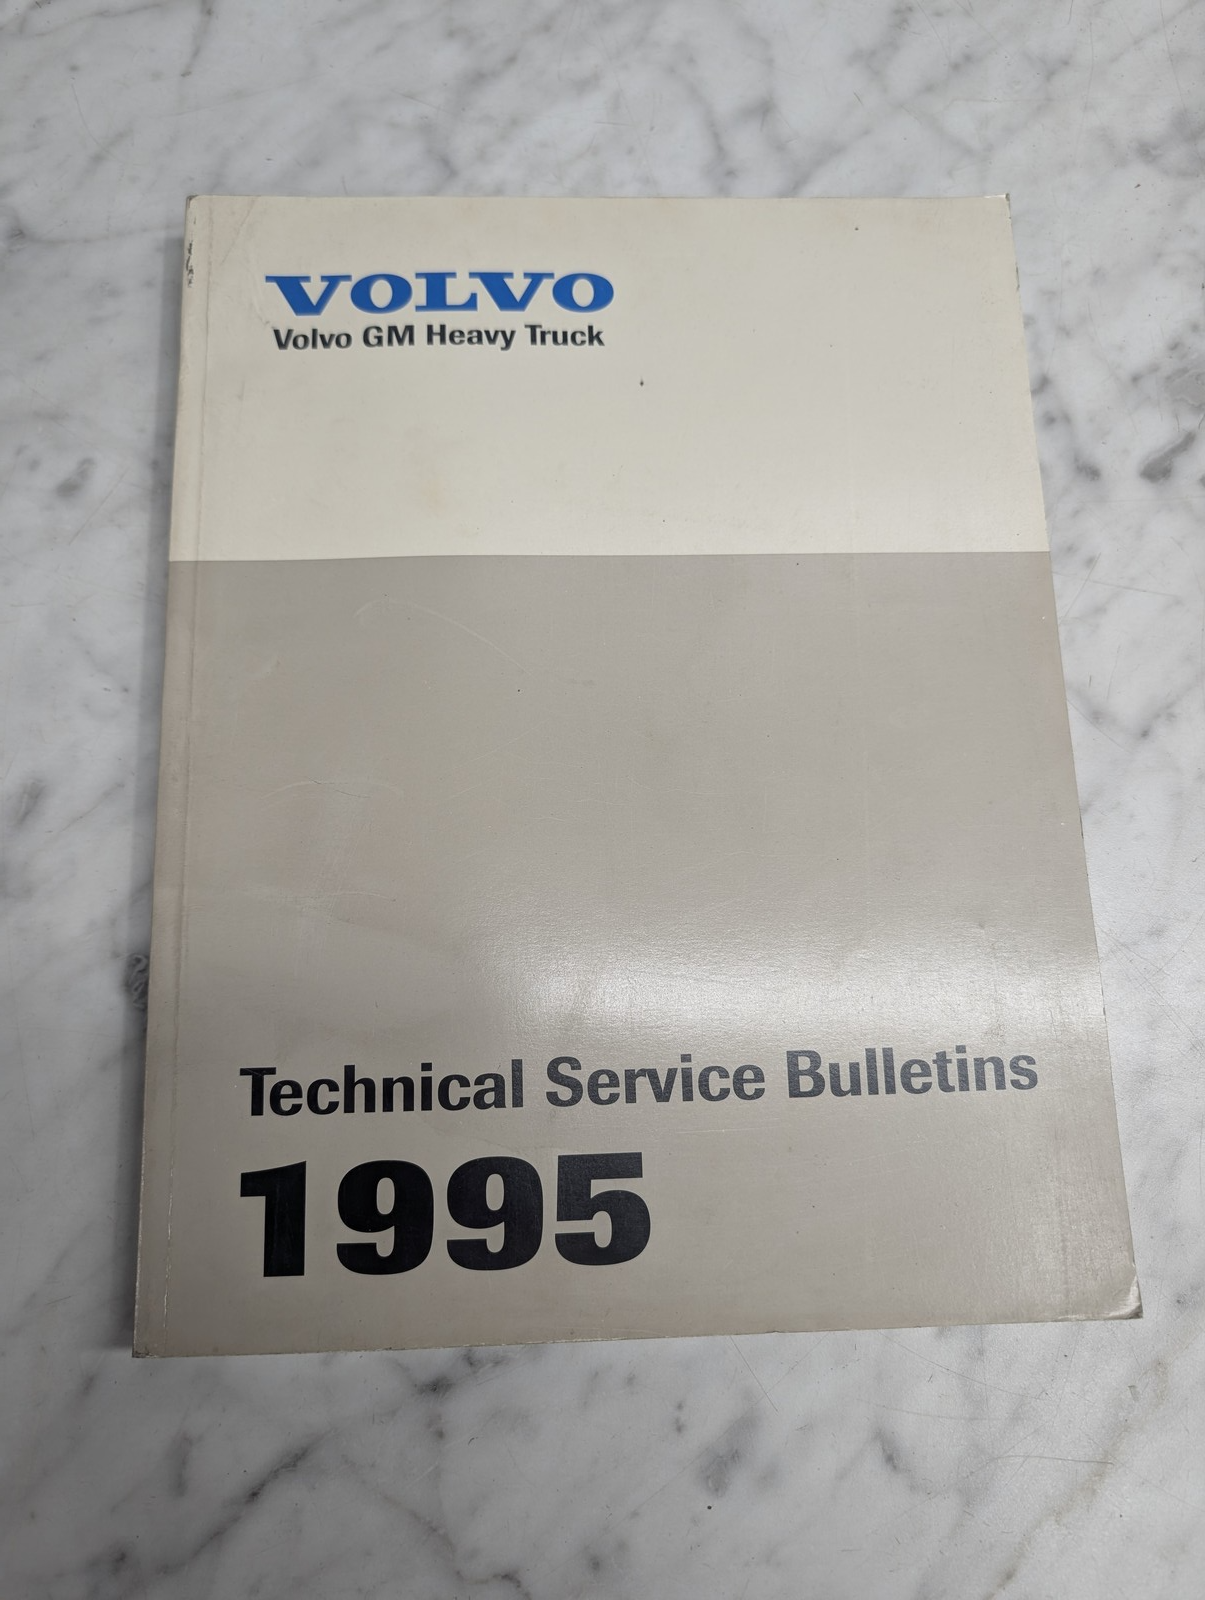 VOLVO
Volvo GM Heavy Truck
Technical Service Bulletins
1995